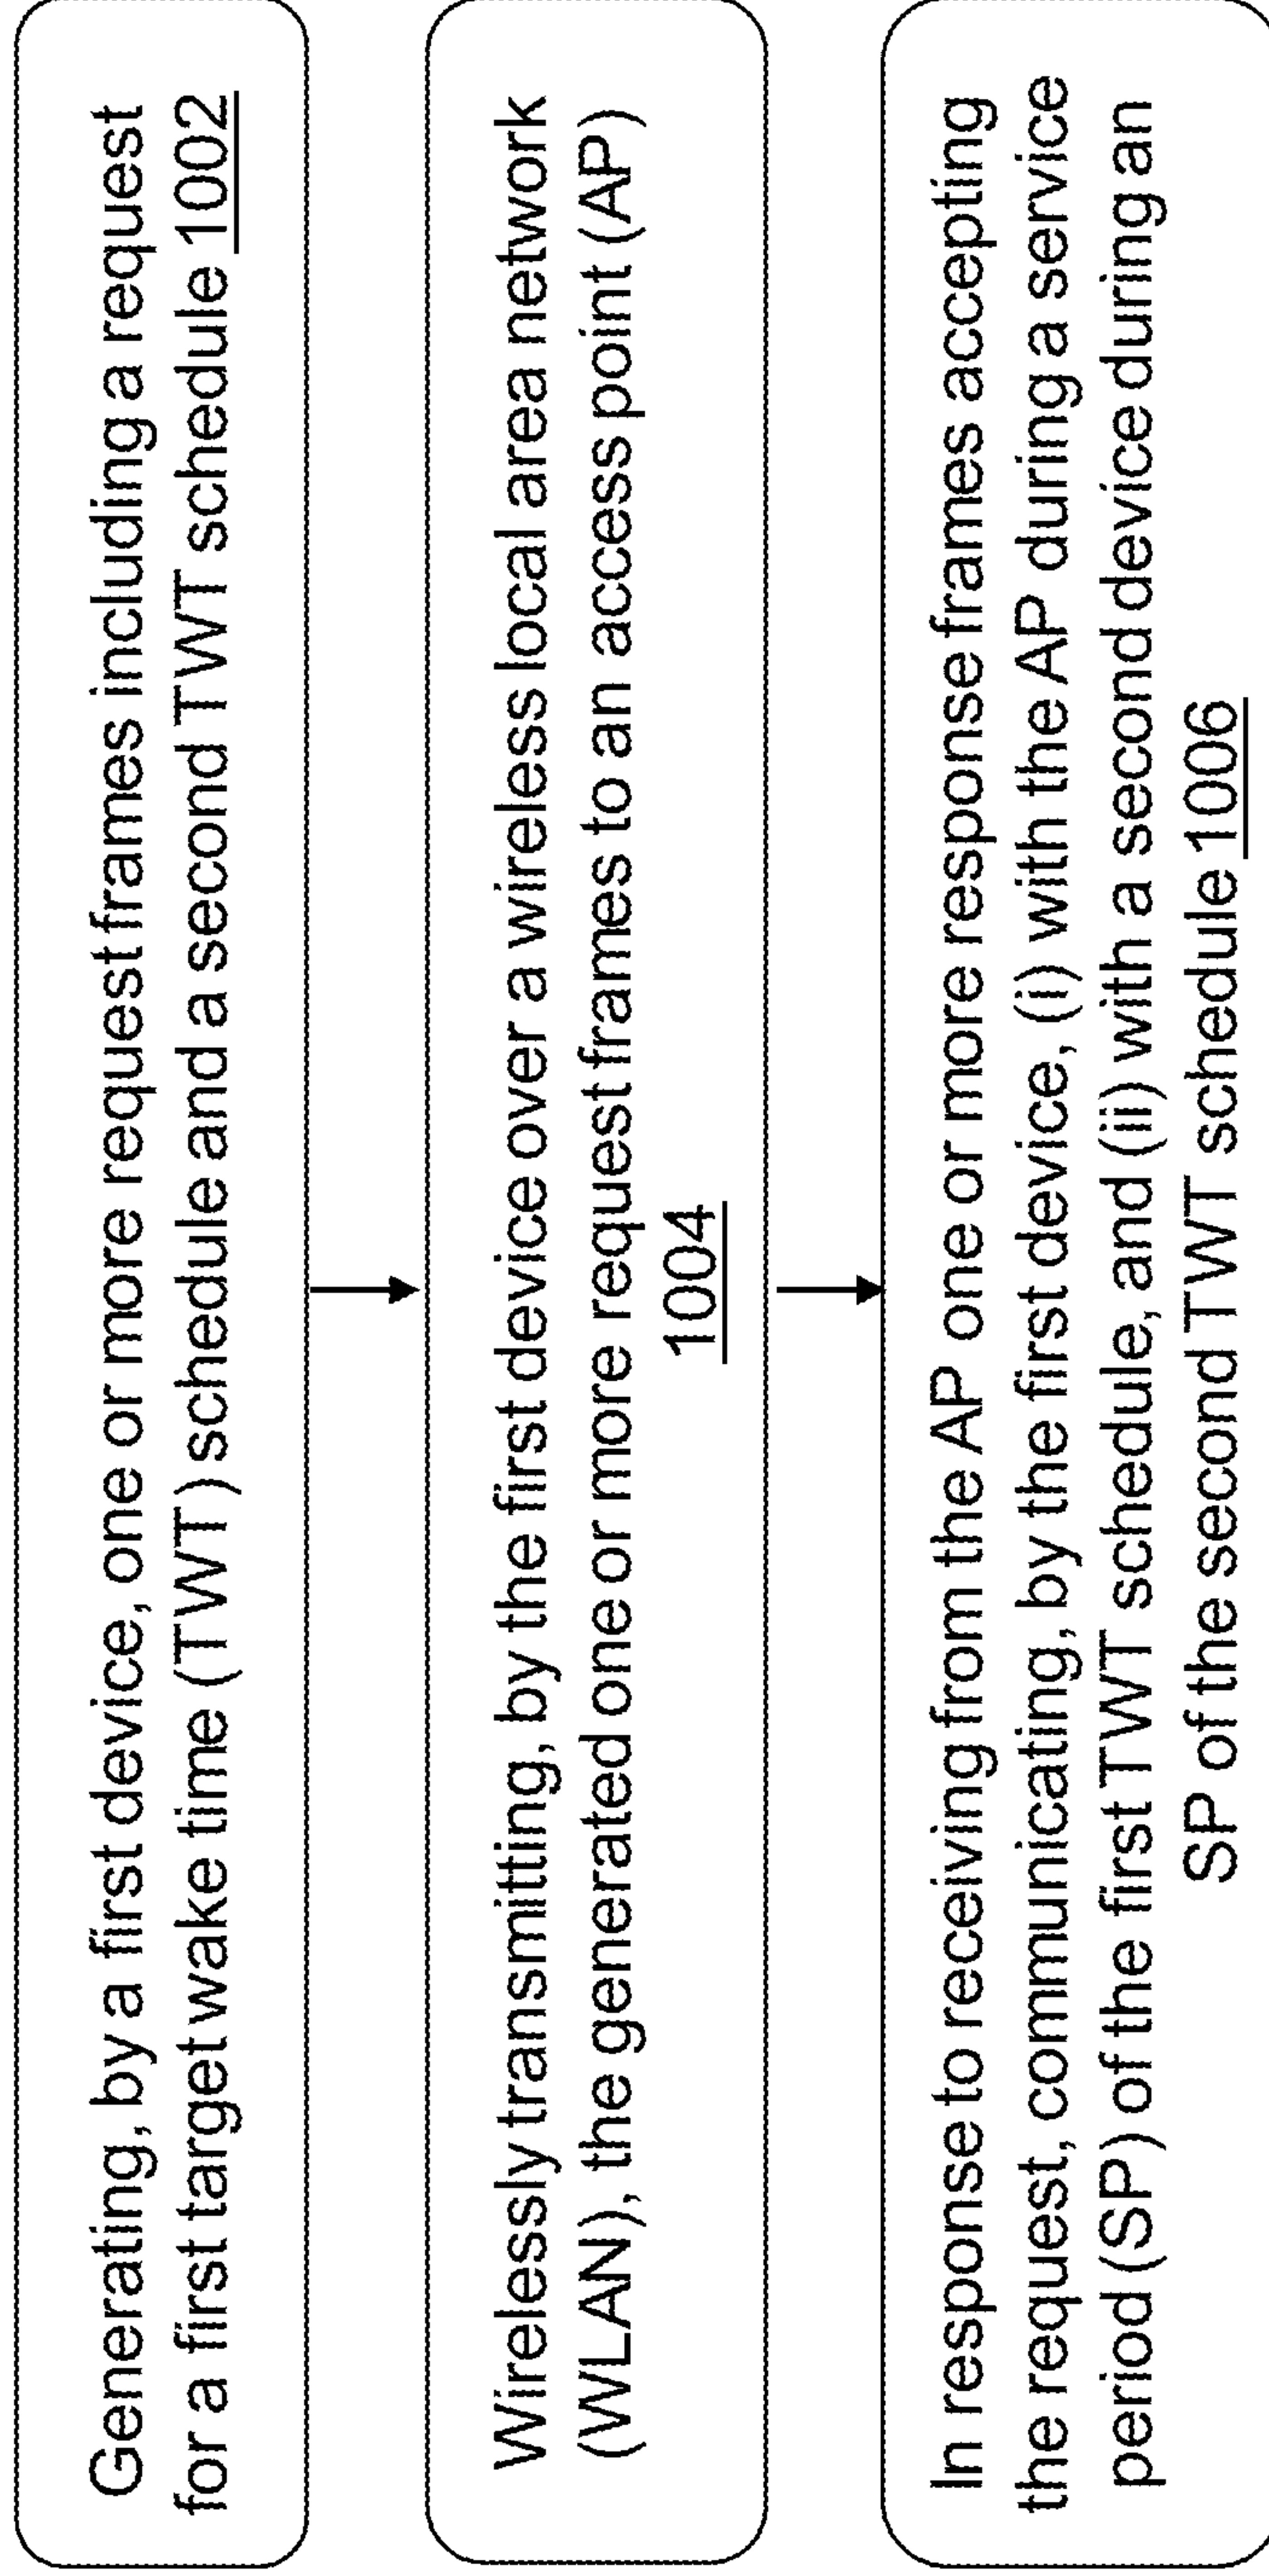 Generating, by a first device, one or more request frames including a request
for a first target wake time (TWT) schedule and a second TWT schedule 1002
Wirelessly transmitting, by the first device over a wireless local area network
(WLAN), the generated one or more request frames to an access point (AP)
1004
In response to receiving from the AP one or more response frames accepting
the request, communicating, by the first device, (i) with the AP during a service
period (SP) of the first TWT schedule, and (ii) with a second device during an
SP of the second TWT schedule 1006